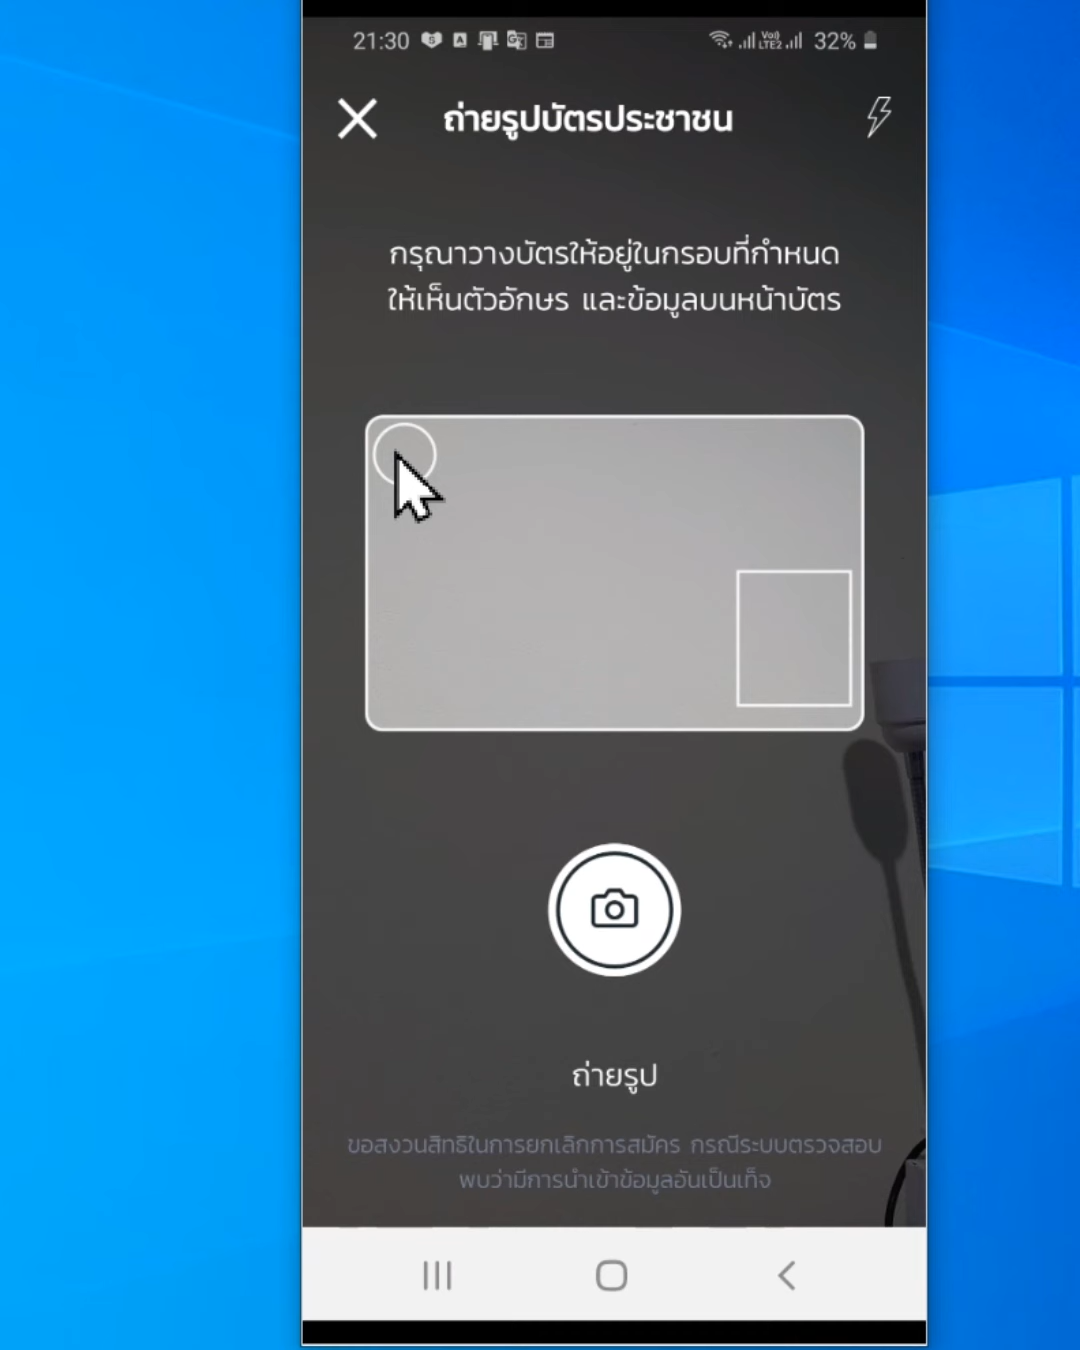 21:30
Vo) LTE2 32%
ถ่ายรูปบัตรประชาชน
กรุณาวางบัตรให้อยู่ในกรอบที่กำหนด
ให้เห็นตัวอักษร และข้อมูลบนหน้าบัตร
ถ่ายรูป
ขอสงวนสิทธิในการยกเลิกการสมัคร กรณีระบบตรวจสอบ
พบว่ามีการนำเข้าข้อมูลอันเป็นเท็จ